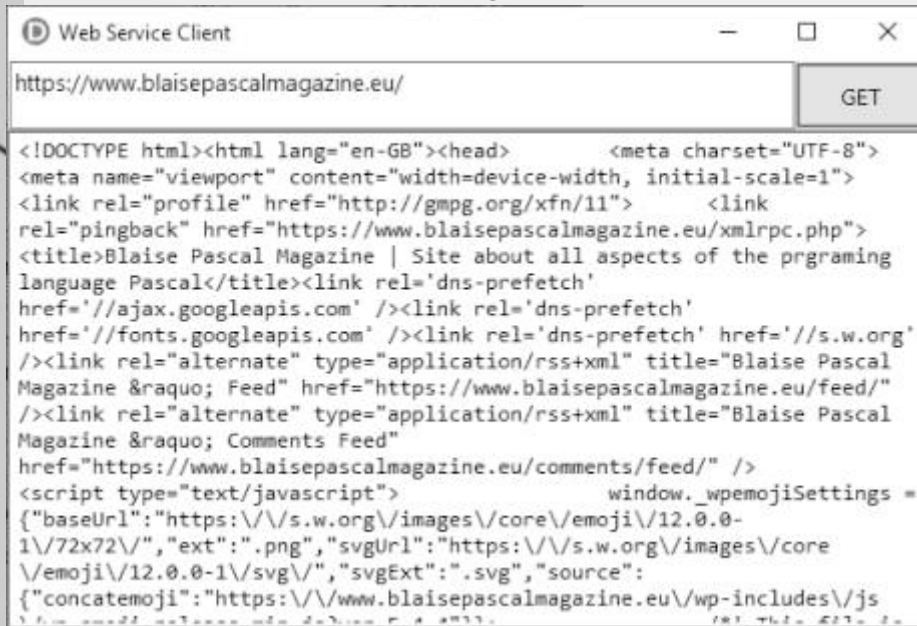 Web Service Client
https://www.blaisepascalmagazine.eu/
GET
<!DOCTYPE html><html lang="en-GB"><head> <meta charset="UTF-8">
<meta name="viewport" content="width=device-width, initial-scale=1">
<link rel="profile" href="http://gmpg.org/xfn/11"> <link
rel="pingback" href="https://www.blaisepascalmagazine.eu/xmlrpc.php">
<title>Blaise Pascal Magazine | Site about all aspects of the prgraming
language Pascal</title><link rel='dns-prefetch'
href='//ajax.googleapis.com' /><link rel='dns-prefetch'
href='//fonts.googleapis.com' /><link rel='dns-prefetch' href='//s.w.org'
/><link rel="alternate" type="application/rss+xml" title="Blaise Pascal
Magazine &raquo; Feed" href="https://www.blaisepascalmagazine.eu/feed/"
/><link rel="alternate" type="application/rss+xml" title="Blaise Pascal
Magazine &raquo; Comments Feed"
href="https://www.blaisepascalmagazine.eu/comments/feed/" />
<script type="text/javascript"> window._wpemojiSettings =
{"baseUrl":"https:\/\/s.w.org\/images\/core\/emoji\/12.0.0-
1\/72x72\/","ext":".png","svgUrl":"https:\/\/s.w.org\/images\/core
\/emoji\/12.0.0-1\/svg\/","svgExt":".svg","source":
{"concatemoji":"https:\/\/www.blaisepascalmagazine.eu\/wp-includes\/js